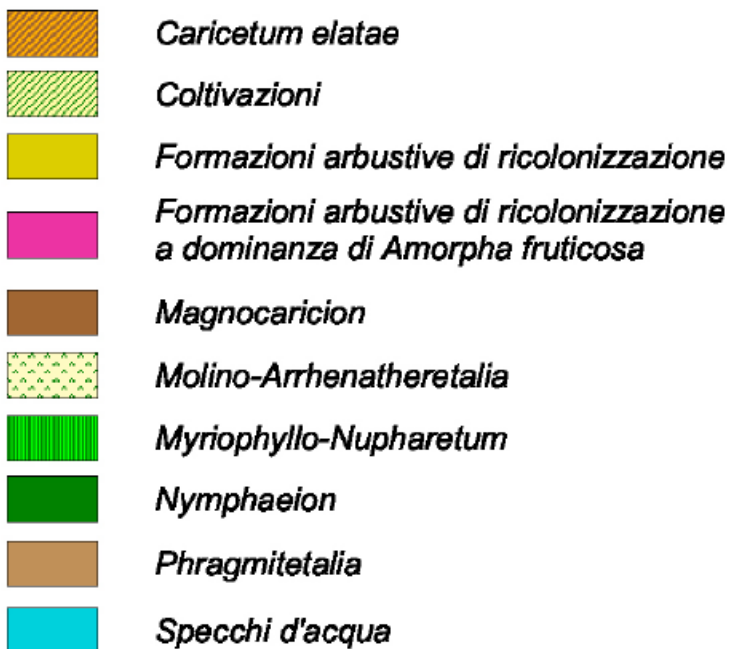 Caricetum elatae
Coltivazioni
Formazioni arbustive di ricolonizzazione
Formazioni arbustive di ricolonizzazione
a dominanza di Amorpha fruticosa
Magnocaricion
Molino-Arrhenatheretalia
Myriophyllo-Nupharetum
Nymphaeion
Phragmitetalia
Specchi d'acqua